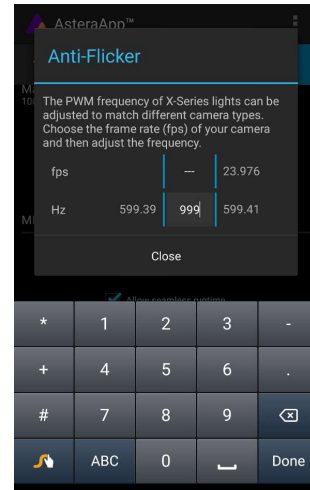 AsteraApp™
Anti-Flicker
The PWM frequency of X-Series lights can be
adjusted to match different camera types.
Choose the frame rate (fps) of your camera
and then adjust the frequency.
fps --- 23.976
Hz 599.39 999 599.41
Close
Allow seamless runtime
* 1 2 3 -
+ 4 5 6 .
# 7 8 9
ABC 0 Done